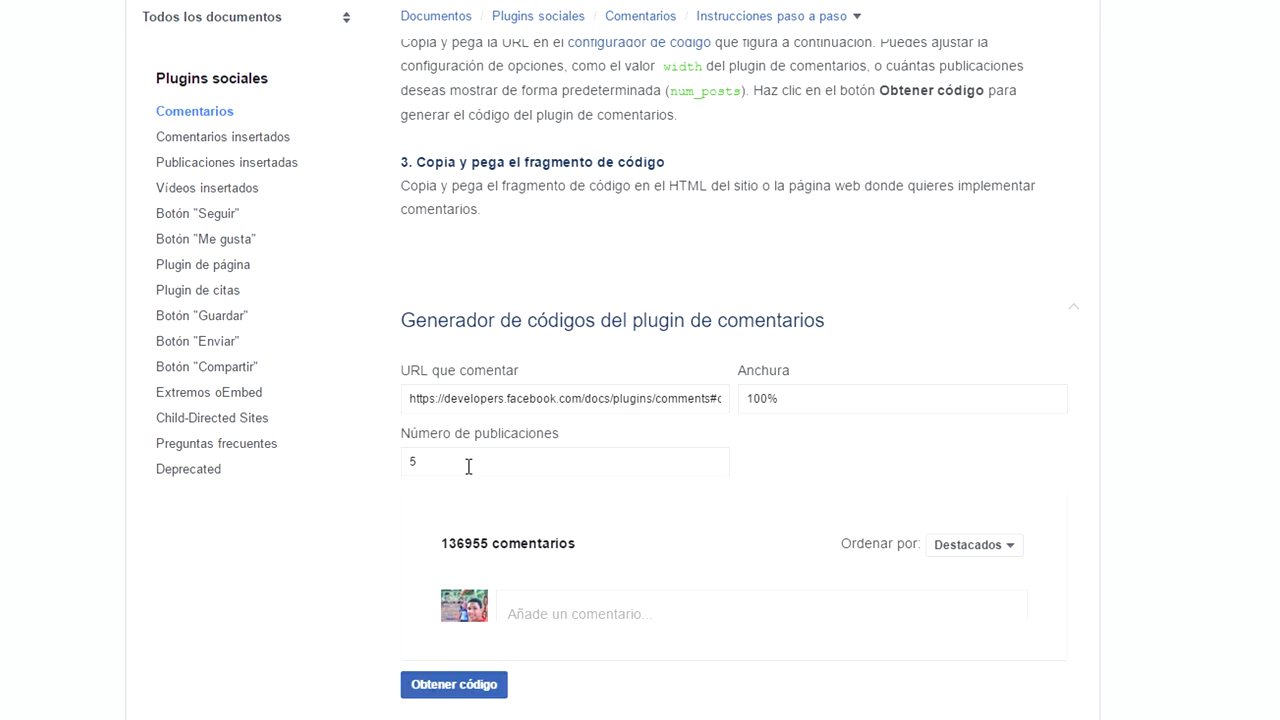 Todos los documentos
Documentos / Plugins sociales / Comentarios / Instrucciones paso a paso
Plugins sociales
Comentarios
Comentarios insertados
Publicaciones insertadas
Vídeos insertados
Botón "Seguir"
Botón "Me gusta"
Plugin de página
Plugin de citas
Botón "Guardar"
Botón "Enviar"
Botón "Compartir"
Extremos oEmbed
Child-Directed Sites
Preguntas frecuentes
Deprecated
Copia y pega la URL en el configurador de código que figura a continuación. Puedes ajustar la
configuración de opciones, como el valor width del plugin de comentarios, o cuántas publicaciones
deseas mostrar de forma predeterminada (num_posts). Haz clic en el botón Obtener código para
generar el código del plugin de comentarios.
3. Copia y pega el fragmento de código
Copia y pega el fragmento de código en el HTML del sitio o la página web donde quieres implementar
comentarios.
Generador de códigos del plugin de comentarios
URL que comentar
https://developers.facebook.com/docs/plugins/comments#c
Anchura
100%
Número de publicaciones
5
136955 comentarios
Ordenar por: Destacados
Añade un comentario...
Obtener código